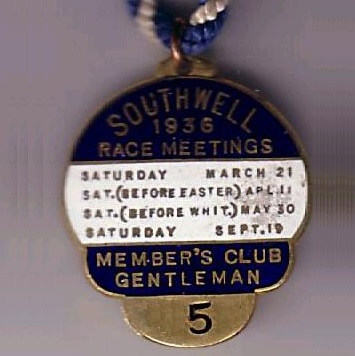 SOUTHWELL
1936
RACE MEETINGS
SATURDAY MARCH 21
SAT. (BEFORE EASTER) APL. 11
SAT. (BEFORE WHIT.) MAY 30
SATURDAY SEPT. 19
MEMBER'S CLUB
GENTLEMAN
5